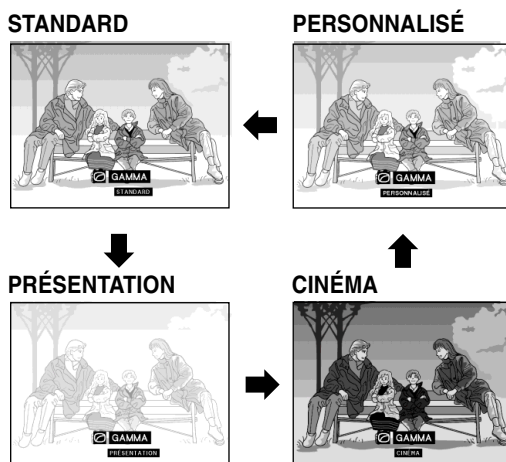 STANDARD
PERSONNALISÉ
GAMMA
STANDARD
GAMMA
PERSONNALISÉ
PRÉSENTATION
CINÉMA
GAMMA
PRÉSENTATION
GAMMA
CINÉMA